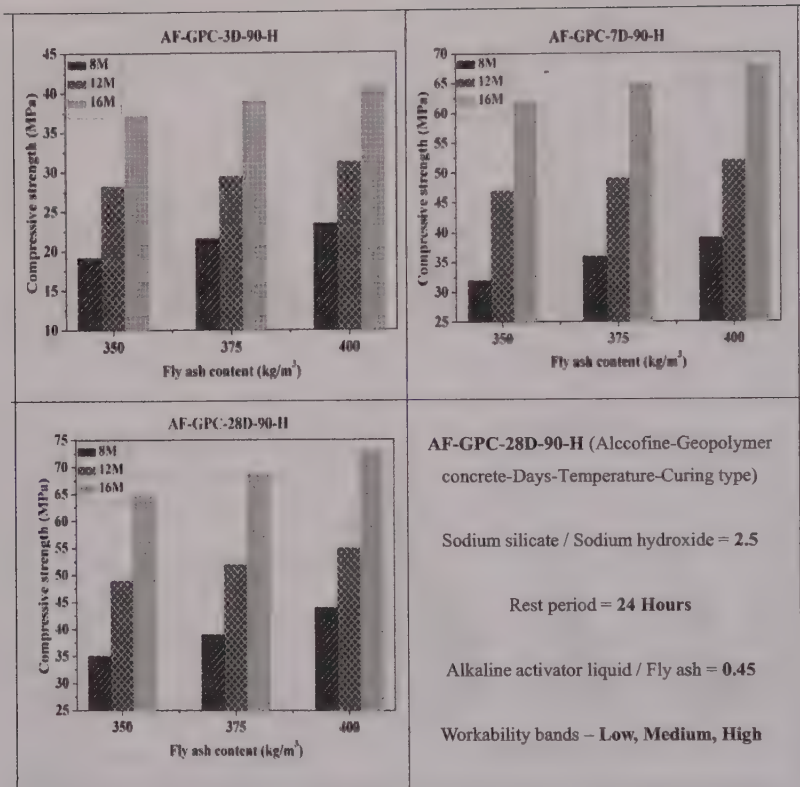 AF-GPC-3D-90-H
45
40
35
30
25
20
15
10
8M
12M
16M
Compressive strength (MPa)
350
375
400
Fly ash content (kg/m³)
AF-GPC-7D-90-H
70
65
60
55
50
45
40
35
30
25
8M
12M
16M
Compressive strength (MPa)
350
375
400
Fly ash content (kg/m³)
AF-GPC-28D-90-H
75
70
65
60
55
50
45
40
35
30
25
8M
12M
16M
Compressive strength (MPa)
350
375
400
Fly ash content (kg/m³)
AF-GPC-28D-90-H (Alccofine-Geopolymer
concrete-Days-Temperature-Curing type)
Sodium silicate / Sodium hydroxide = 2.5
Rest period = 24 Hours
Alkaline activator liquid / Fly ash = 0.45
Workability bands – Low, Medium, High